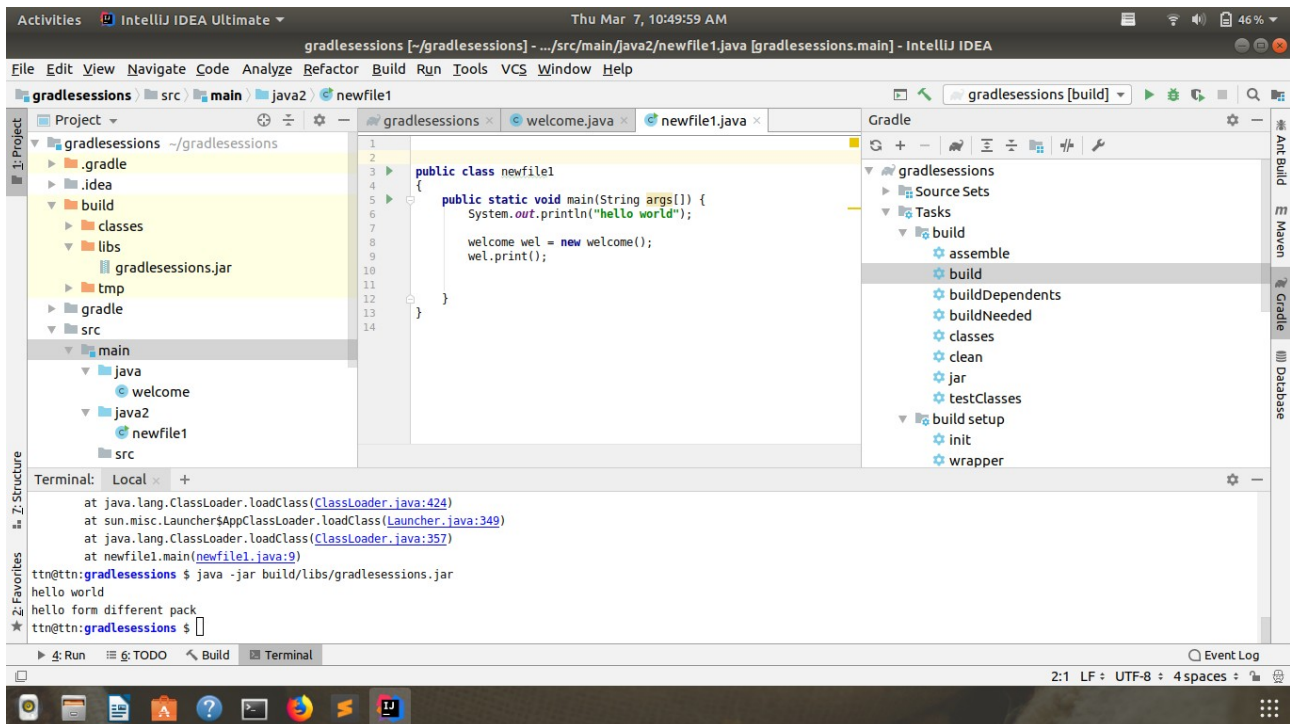 Activities IntelliJ IDEA Ultimate Thu Mar 7, 10:49:59 AM 46 %
gradlesessions [~/gradlesessions] - .../src/main/java2/newfile1.java [gradlesessions.main] - IntelliJ IDEA
File Edit View Navigate Code Analyze Refactor Build Run Tools VCS Window Help
gradlesessions src main java2 newfile1 gradlesessions [build]
1: Project
7: Structure
2: Favorites
Project
gradlesessions ~/gradlesessions
.gradle
.idea
build
classes
libs
gradlesessions.jar
tmp
gradle
src
main
java
welcome
java2
newfile1
src
gradlesessions welcome.java newfile1.java
1
2
3 public class newfile1
4 {
5 public static void main(String args[]) {
6 System.out.println("hello world");
7
8 welcome wel = new welcome();
9 wel.print();
10
11
12 }
13 }
14
Gradle
gradlesessions
Source Sets
Tasks
build
assemble
build
buildDependents
buildNeeded
classes
clean
jar
testClasses
build setup
init
wrapper
Ant Build
m Maven
Gradle
Database
Terminal: Local +
at java.lang.ClassLoader.loadClass(ClassLoader.java:424)
at sun.misc.Launcher$AppClassLoader.loadClass(Launcher.java:349)
at java.lang.ClassLoader.loadClass(ClassLoader.java:357)
at newfile1.main(newfile1.java:9)
ttn@ttn:gradlesessions $ java -jar build/libs/gradlesessions.jar
hello world
hello form different pack
ttn@ttn:gradlesessions $
4: Run 6: TODO Build Terminal Event Log
2:1 LF UTF-8 4 spaces